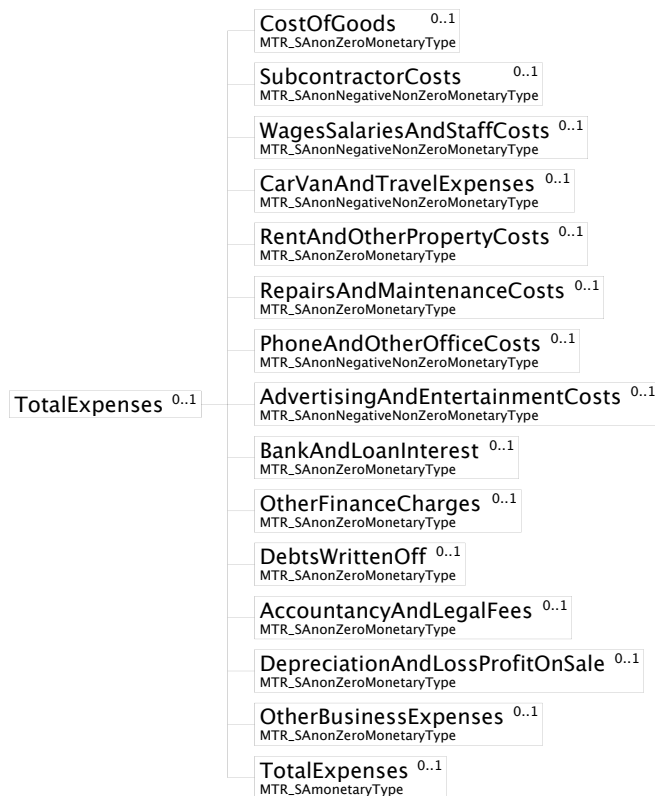 CostOfGoods 0..1
MTR_SAnonZeroMonetaryType
SubcontractorCosts 0..1
MTR_SAnonNegativeNonZeroMonetaryType
WagesSalariesAndStaffCosts 0..1
MTR_SAnonNegativeNonZeroMonetaryType
CarVanAndTravelExpenses 0..1
MTR_SAnonNegativeNonZeroMonetaryType
RentAndOtherPropertyCosts 0..1
MTR_SAnonZeroMonetaryType
RepairsAndMaintenanceCosts 0..1
MTR_SAnonZeroMonetaryType
PhoneAndOtherOfficeCosts 0..1
MTR_SAnonNegativeNonZeroMonetaryType
TotalExpenses 0..1
AdvertisingAndEntertainmentCosts 0..1
MTR_SAnonNegativeNonZeroMonetaryType
BankAndLoanInterest 0..1
MTR_SAnonZeroMonetaryType
OtherFinanceCharges 0..1
MTR_SAnonZeroMonetaryType
DebtsWrittenOff 0..1
MTR_SAnonZeroMonetaryType
AccountancyAndLegalFees 0..1
MTR_SAnonZeroMonetaryType
DepreciationAndLossProfitOnSale 0..1
MTR_SAnonZeroMonetaryType
OtherBusinessExpenses 0..1
MTR_SAnonZeroMonetaryType
TotalExpenses 0..1
MTR_SAmonetaryType